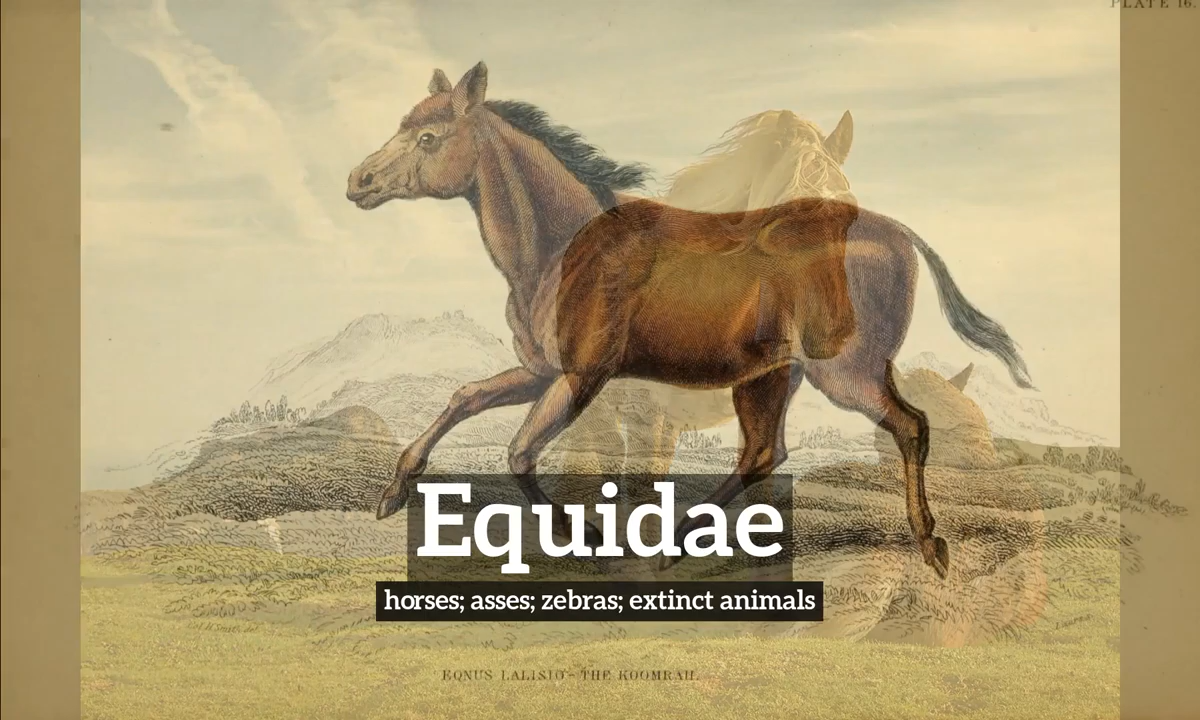 PLATE 16.
Equidae
horses; asses; zebras; extinct animals
EQNUS LALISIO - THE KOOMRAH.